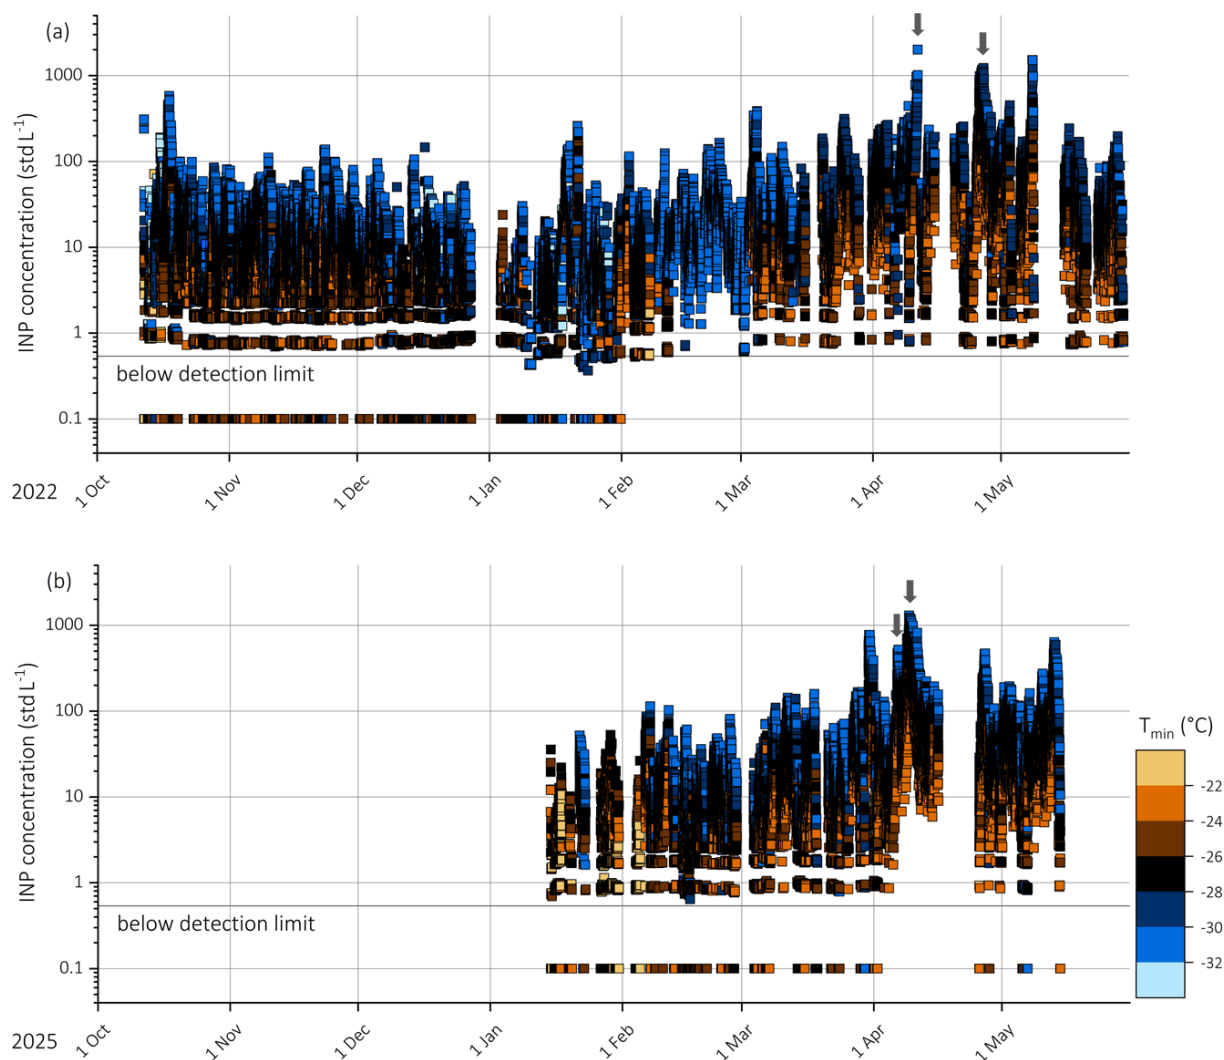 (a)
INP concentration (std L⁻¹)
1000
100
10
1
0.1
below detection limit
2022
1 Oct
1 Nov
1 Dec
1 Jan
1 Feb
1 Mar
1 Apr
1 May
(b)
INP concentration (std L⁻¹)
1000
100
10
1
0.1
below detection limit
2025
1 Oct
1 Nov
1 Dec
1 Jan
1 Feb
1 Mar
1 Apr
1 May
Tmin (°C)
-22
-24
-26
-28
-30
-32